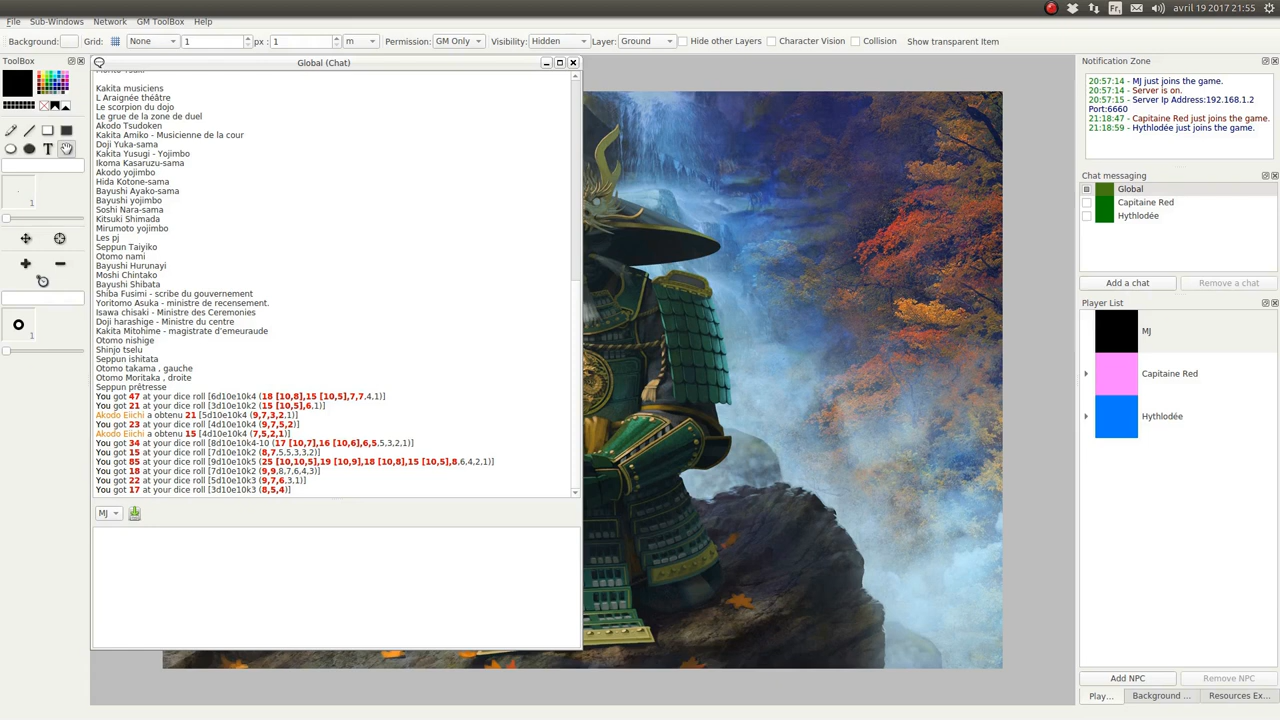 Fr.
avril 19 2017 21:55
File Sub-Windows Network GM ToolBox Help
Background: Grid: None 1 px : 1 m Permission: GM Only Visibility: Hidden Layer: Ground Hide other Layers Character Vision Collision Show transparent Item
ToolBox
1
1
Global (Chat)
Kakita musiciens
L Araignée théâtre
Le scorpion du dojo
Le grue de la zone de duel
Akodo Tsudoken
Kakita Amiko - Musicienne de la cour
Doji Yuka-sama
Kakita Yusugi - Yojimbo
Ikoma Kasaruzu-sama
Akodo yojimbo
Hida Kotone-sama
Bayushi Ayako-sama
Bayushi yojimbo
Soshi Nara-sama
Kitsuki Shimada
Mirumoto yojimbo
Les pj
Seppun Taiyiko
Otomo nami
Bayushi Hurunayi
Moshi Chintako
Bayushi Shibata
Shiba Fusimi - scribe du gouvernement
Yoritomo Asuka - ministre de recensement.
Isawa chisaki - Ministre des Ceremonies
Doji harashige - Ministre du centre
Kakita Mitohime - magistrate d'emeuraude
Otomo nishige
Shinjo tselu
Seppun ishitata
Otomo takama , gauche
Otomo Moritaka , droite
Seppun prêtresse
You got 47 at your dice roll [6d10e10k4 (18 [10,8],15 [10,5],7,7,4,1)]
You got 21 at your dice roll [3d10e10k2 (15 [10,5],6,1)]
Akodo Eiichi a obtenu 21 [5d10e10k4 (9,7,3,2,1)]
You got 23 at your dice roll [4d10e10k4 (9,7,5,2)]
Akodo Eiichi a obtenu 15 [4d10e10k4 (7,5,2,1)]
You got 34 at your dice roll [8d10e10k4-10 (17 [10,7],16 [10,6],6,5,5,3,2,1)]
You got 15 at your dice roll [7d10e10k2 (8,7,5,5,3,3,2)]
You got 85 at your dice roll [9d10e10k5 (25 [10,10,5],19 [10,9],18 [10,8],15 [10,5],8,6,4,2,1)]
You got 18 at your dice roll [7d10e10k2 (9,9,8,7,6,4,3)]
You got 22 at your dice roll [5d10e10k3 (9,7,6,3,1)]
You got 17 at your dice roll [3d10e10k3 (8,5,4)]
MJ
Notification Zone
20:57:14 - MJ just joins the game.
20:57:14 - Server is on.
20:57:15 - Server Ip Address:192.168.1.2
Port:6660
21:18:47 - Capitaine Red just joins the game.
21:18:59 - Hythlodée just joins the game.
Chat messaging
Global
Capitaine Red
Hythlodée
Add a chat Remove a chat
Player List
MJ
Capitaine Red
Hythlodée
Add NPC Remove NPC
Play... Background ... Resources Ex...